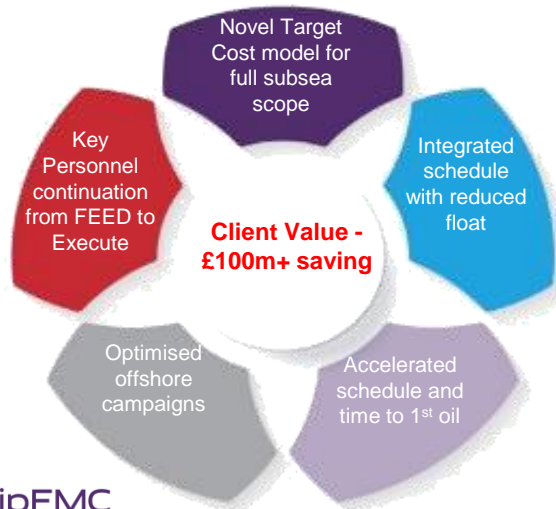 Novel Target
Cost model for
full subsea
scope
Key
Personnel
continuation
from FEED to
Execute
Integrated
schedule
with reduced
float
Client Value -
£100m+ saving
Optimised
offshore
campaigns
Accelerated
schedule and
time to 1st oil
ipFMC